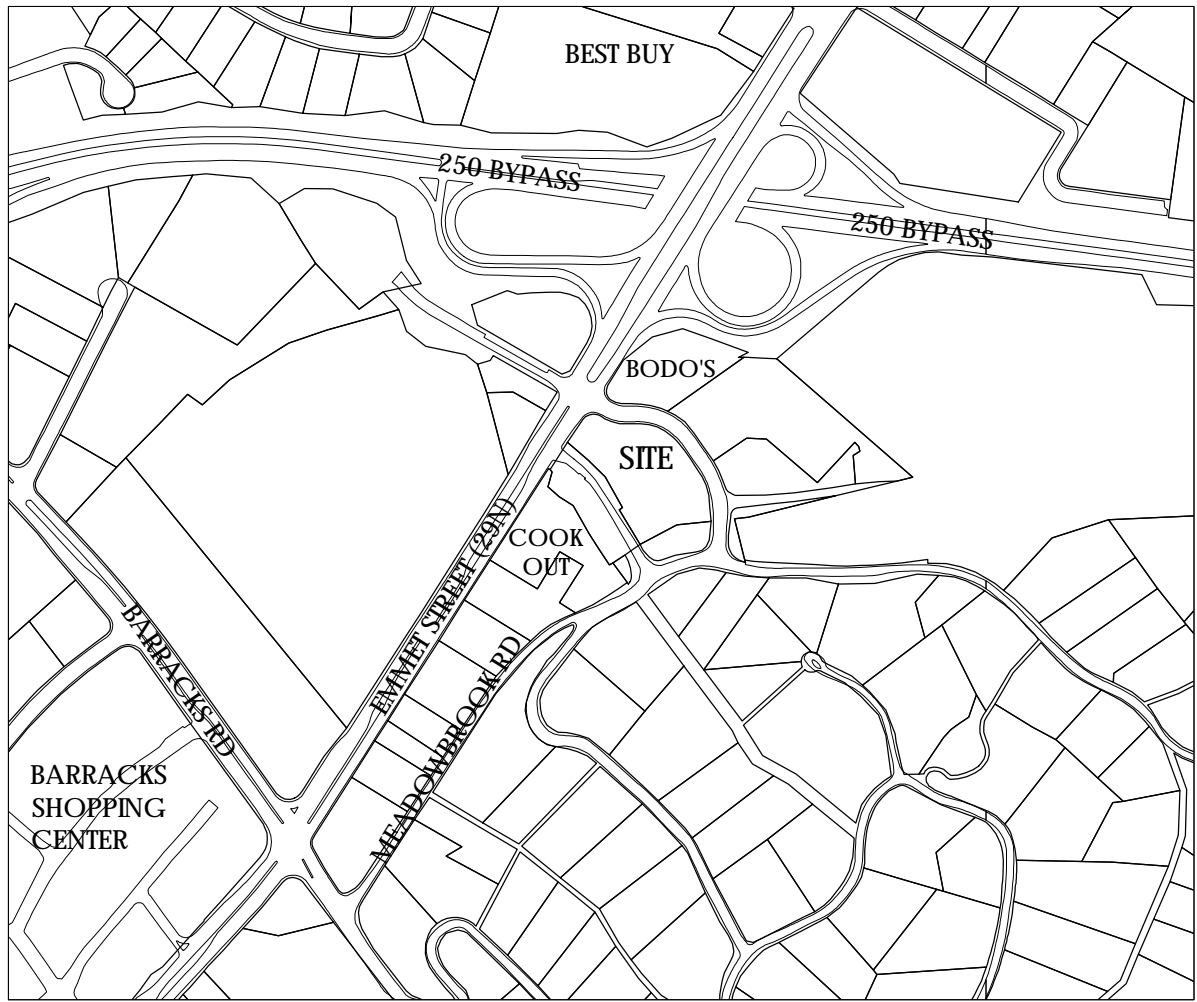 BEST BUY
250 BYPASS
250 BYPASS
BODO'S
SITE
EMMET STREET (29N)
COOK
OUT
BARRACKS RD
MEADOWBROOK RD
BARRACKS
SHOPPING
CENTER